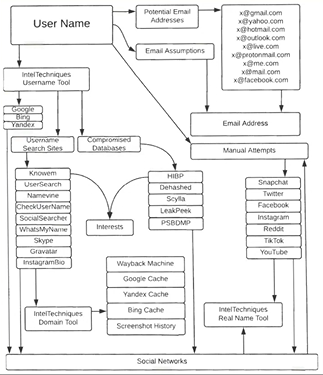 User Name
Potential Email
Addresses
x@gmail.com
x@yahoo.com
x@hotmail.com
x@outlook.com
x@live.com
x@protonmail.com
x@me.com
x@mail.com
x@facebook.com
Email Assumptions
IntelTechniques
Username Tool
Google
Bing
Yandex
Email Address
Username
Search Sites
Compromised
Databases
Manual Attempts
Knowem
UserSearch
Namevine
CheckUserName
SocialSearcher
WhatsMyName
Skype
Gravatar
InstagramBio
HIBP
Dehashed
Scylla
LeakPeek
PSBDMP
Snapchat
Twitter
Facebook
Instagram
Reddit
TikTok
YouTube
Interests
Wayback Machine
Google Cache
Yandex Cache
Bing Cache
Screenshot History
IntelTechniques
Domain Tool
IntelTechniques
Real Name Tool
Social Networks